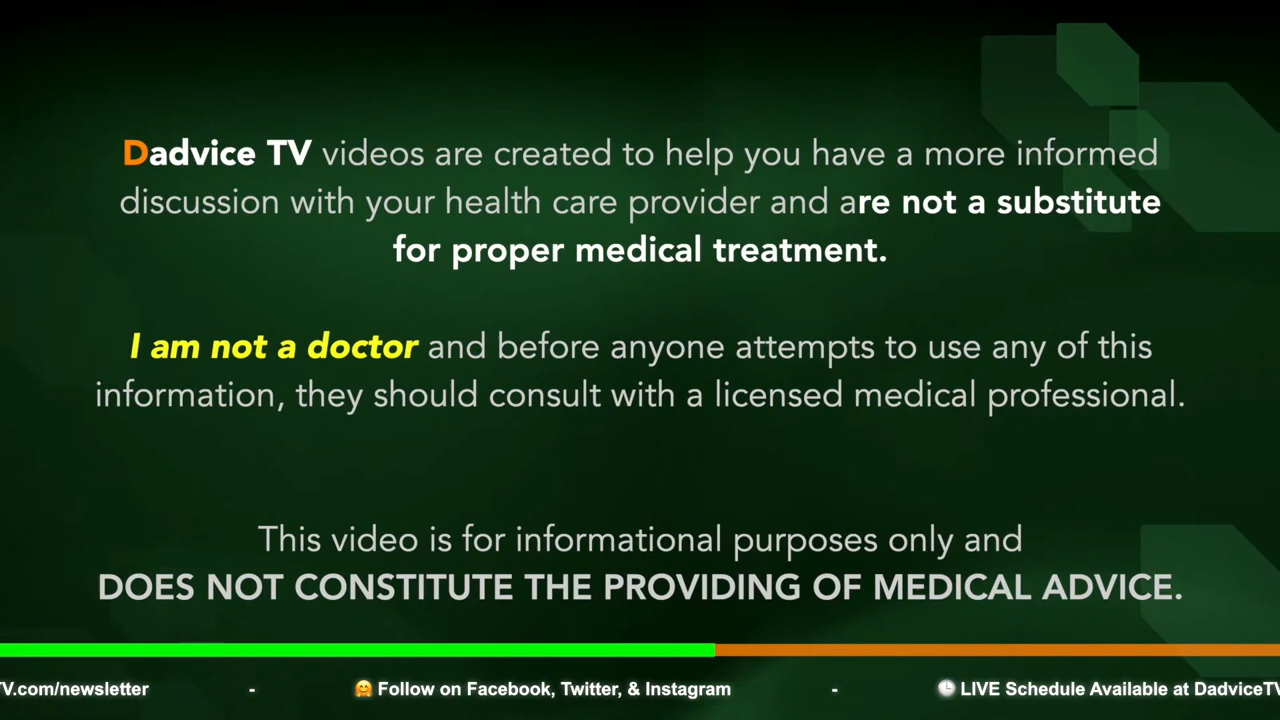 Dadvice TV videos are created to help you have a more informed
discussion with your health care provider and are not a substitute
for proper medical treatment.
I am not a doctor and before anyone attempts to use any of this
information, they should consult with a licensed medical professional.
This video is for informational purposes only and
DOES NOT CONSTITUTE THE PROVIDING OF MEDICAL ADVICE.
TV.com/newsletter - 🤗 Follow on Facebook, Twitter, & Instagram - 🕒 LIVE Schedule Available at DadviceTV